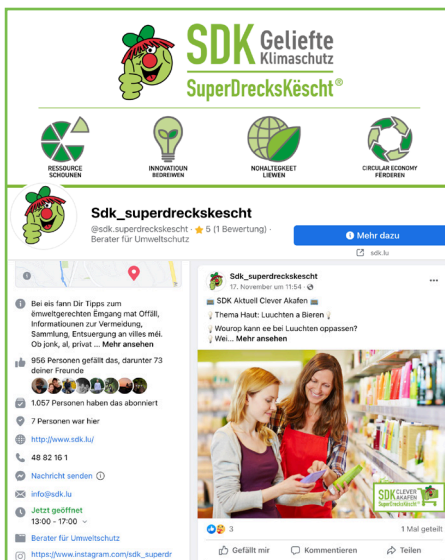 SDK Geliefte
Klimaschutz
SuperDrecksKëscht®
RESSOURCE
SCHOUNEN
INNOVATIOUN
BEDREIWEN
NOHALTEGKEET
LIEWEN
CIRCULAR ECONOMY
FËRDEREN
Sdk_superdreckskescht
@sdk.superdreckskescht · 5 (1 Bewertung) ·
Berater für Umweltschutz
Mehr dazu
sdk.lu
Bei eis fann Dir Tipps zum
ëmweltgerechten Ëmgang mat Offäll,
Informatiounen zur Vermeidung,
Sammlung, Entsuergung an villes méi.
Ob jonk, al, privat ... Mehr ansehen
956 Personen gefällt das, darunter 73
deiner Freunde
1.057 Personen haben das abonniert
7 Personen war hier
http://www.sdk.lu/
48 82 16 1
Nachricht senden
info@sdk.lu
Jetzt geöffnet
13:00 - 17:00
Berater für Umweltschutz
https://www.instagram.com/sdk_superdr
Sdk_superdreckskescht
17. November um 11:54 ·
SDK Aktuell Clever Akafen
Thema Haut: Luuchten a Bieren
Wourop kann ee bei Luuchten oppassen?
Wei... Mehr ansehen
SDK CLEVER
AKAFEN
SuperDrecksKëscht
3
1 Mal geteilt
Gefällt mir
Kommentieren
Teilen